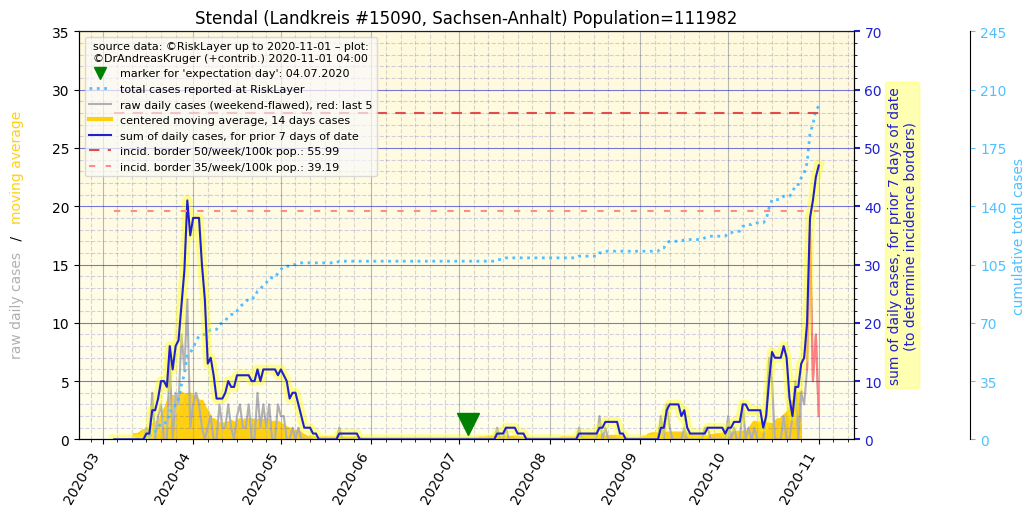 Stendal (Landkreis #15090, Sachsen-Anhalt) Population=111982
source data: ©RiskLayer up to 2020-11-01 – plot:
©DrAndreasKruger (+contrib.) 2020-11-01 04:00
marker for 'expectation day': 04.07.2020
total cases reported at RiskLayer
raw daily cases (weekend-flawed), red: last 5
centered moving average, 14 days cases
sum of daily cases, for prior 7 days of date
incid. border 50/week/100k pop.: 55.99
incid. border 35/week/100k pop.: 39.19
raw daily cases / moving average
35
30
25
20
15
10
5
0
2020-03
2020-04
2020-05
2020-06
2020-07
2020-08
2020-09
2020-10
2020-11
70
60
50
40
30
20
10
0
sum of daily cases, for prior 7 days of date
(to determine incidence borders)
245
210
175
140
105
70
35
0
cumulative total cases